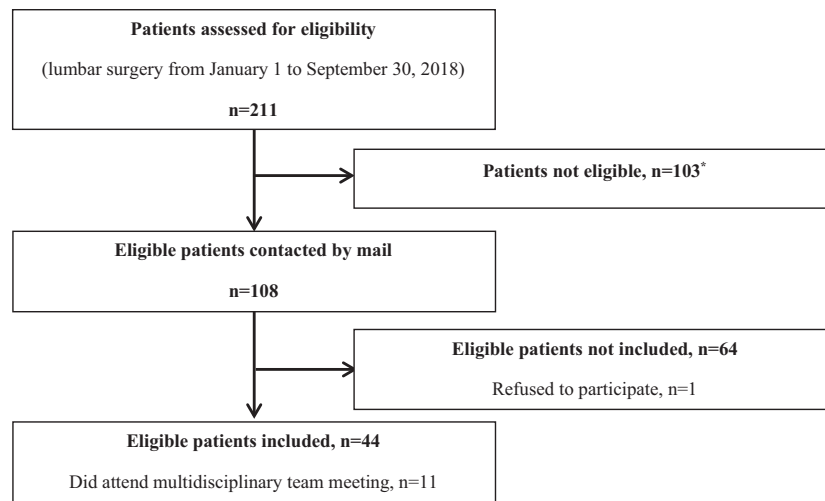 Patients assessed for eligibility
(lumbar surgery from January 1 to September 30, 2018)
n=211
Patients not eligible, n=103*
Eligible patients contacted by mail
n=108
Eligible patients not included, n=64
Refused to participate, n=1
Eligible patients included, n=44
Did attend multidisciplinary team meeting, n=11